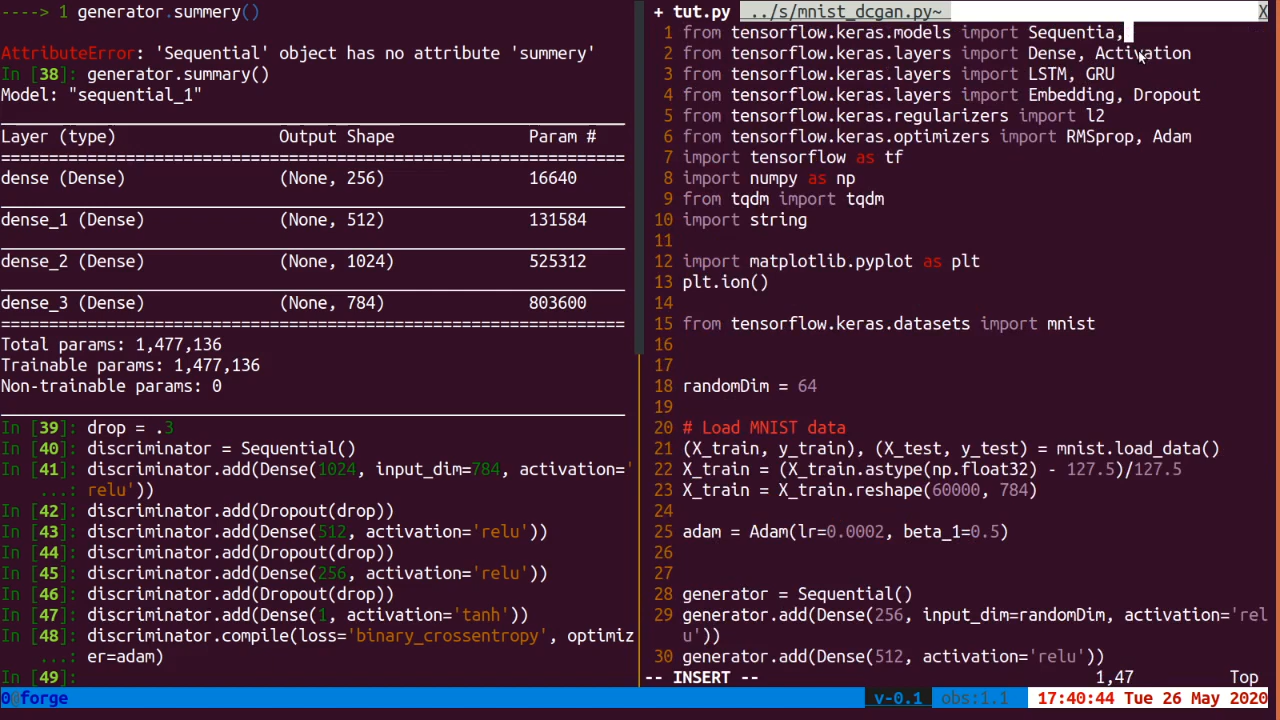 ----> 1 generator.summery()
AttributeError: 'Sequential' object has no attribute 'summery'
In [38]: generator.summary()
Model: "sequential_1"
_________________________________________________________________
Layer (type)                 Output Shape              Param #
=================================================================
dense (Dense)                (None, 256)               16640
_________________________________________________________________
dense_1 (Dense)              (None, 512)               131584
_________________________________________________________________
dense_2 (Dense)              (None, 1024)              525312
_________________________________________________________________
dense_3 (Dense)              (None, 784)               803600
=================================================================
Total params: 1,477,136
Trainable params: 1,477,136
Non-trainable params: 0
_________________________________________________________________
In [39]: drop = .3
In [40]: discriminator = Sequential()
In [41]: discriminator.add(Dense(1024, input_dim=784, activation='
...: relu'))
In [42]: discriminator.add(Dropout(drop))
In [43]: discriminator.add(Dense(512, activation='relu'))
In [44]: discriminator.add(Dropout(drop))
In [45]: discriminator.add(Dense(256, activation='relu'))
In [46]: discriminator.add(Dropout(drop))
In [47]: discriminator.add(Dense(1, activation='tanh'))
In [48]: discriminator.compile(loss='binary_crossentropy', optimiz
...: er=adam)
In [49]:
+ tut.py  ../s/mnist_dcgan.py~ X
1 from tensorflow.keras.models import Sequentia,
2 from tensorflow.keras.layers import Dense, Activation
3 from tensorflow.keras.layers import LSTM, GRU
4 from tensorflow.keras.layers import Embedding, Dropout
5 from tensorflow.keras.regularizers import l2
6 from tensorflow.keras.optimizers import RMSprop, Adam
7 import tensorflow as tf
8 import numpy as np
9 from tqdm import tqdm
10 import string
11
12 import matplotlib.pyplot as plt
13 plt.ion()
14
15 from tensorflow.keras.datasets import mnist
16
17
18 randomDim = 64
19
20 # Load MNIST data
21 (X_train, y_train), (X_test, y_test) = mnist.load_data()
22 X_train = (X_train.astype(np.float32) - 127.5)/127.5
23 X_train = X_train.reshape(60000, 784)
24
25 adam = Adam(lr=0.0002, beta_1=0.5)
26
27
28 generator = Sequential()
29 generator.add(Dense(256, input_dim=randomDim, activation='rel
u'))
30 generator.add(Dense(512, activation='relu'))
-- INSERT -- 1,47 Top
0@forge v-0.1 obs:1.1 17:40:44 Tue 26 May 2020